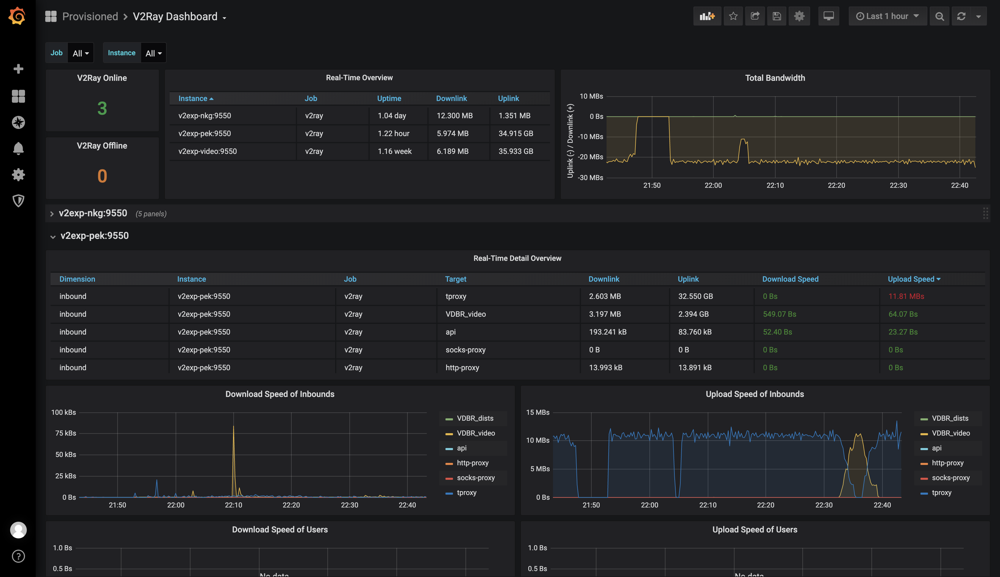 Provisioned > V2Ray Dashboard
Last 1 hour
Job All Instance All
V2Ray Online
3
V2Ray Offline
0
Real-Time Overview
Instance Job Uptime Downlink Uplink
v2exp-nkg:9550 v2ray 1.04 day 12.300 MB 1.351 MB
v2exp-pek:9550 v2ray 1.22 hour 5.974 MB 34.915 GB
v2exp-video:9550 v2ray 1.16 week 6.189 MB 35.933 GB
Total Bandwidth
Uplink (-) / Downlink (+)
10 MBs
0 Bs
-10 MBs
-20 MBs
-30 MBs
21:50 22:00 22:10 22:20 22:30 22:40
v2exp-nkg:9550 (5 panels)
v2exp-pek:9550
Real-Time Detail Overview
Dimension Instance Job Target Downlink Uplink Download Speed Upload Speed
inbound v2exp-pek:9550 v2ray tproxy 2.603 MB 32.550 GB 0 Bs 11.81 MBs
inbound v2exp-pek:9550 v2ray VDBR_video 3.197 MB 2.394 GB 549.07 Bs 64.07 Bs
inbound v2exp-pek:9550 v2ray api 193.241 kB 83.760 kB 52.40 Bs 23.27 Bs
inbound v2exp-pek:9550 v2ray socks-proxy 0 B 0 B 0 Bs 0 Bs
inbound v2exp-pek:9550 v2ray http-proxy 13.993 kB 13.891 kB 0 Bs 0 Bs
Download Speed of Inbounds
100 kBs
75 kBs
50 kBs
25 kBs
0 Bs
21:50 22:00 22:10 22:20 22:30 22:40
VDBR_dists
VDBR_video
api
http-proxy
socks-proxy
tproxy
Upload Speed of Inbounds
15 MBs
10 MBs
5 MBs
0 Bs
21:50 22:00 22:10 22:20 22:30 22:40
VDBR_dists
VDBR_video
api
http-proxy
socks-proxy
tproxy
Download Speed of Users
1.0 Bs
0.5 Bs
No data
Upload Speed of Users
1.0 Bs
0.5 Bs
No data